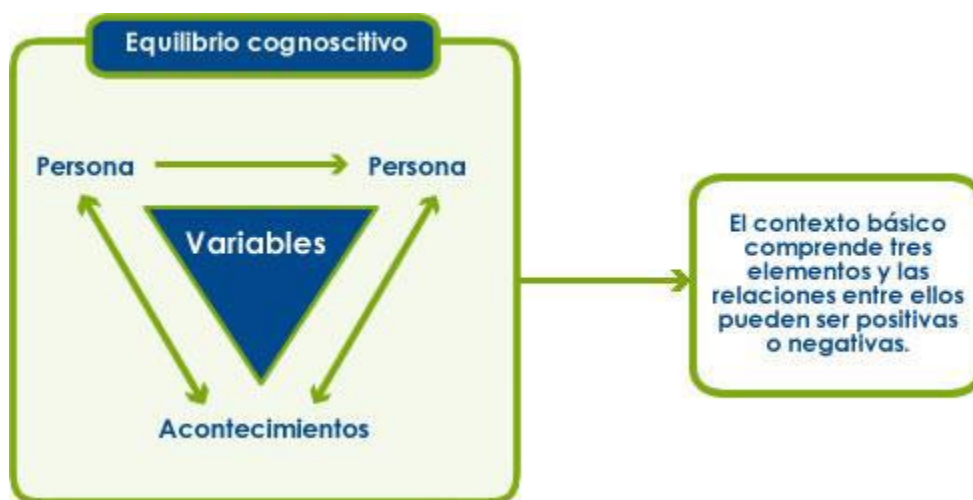 Equilibrio cognoscitivo
Persona
Persona
Variables
Acontecimientos
El contexto básico
comprende tres
elementos y las
relaciones entre ellos
pueden ser positivas
o negativas.